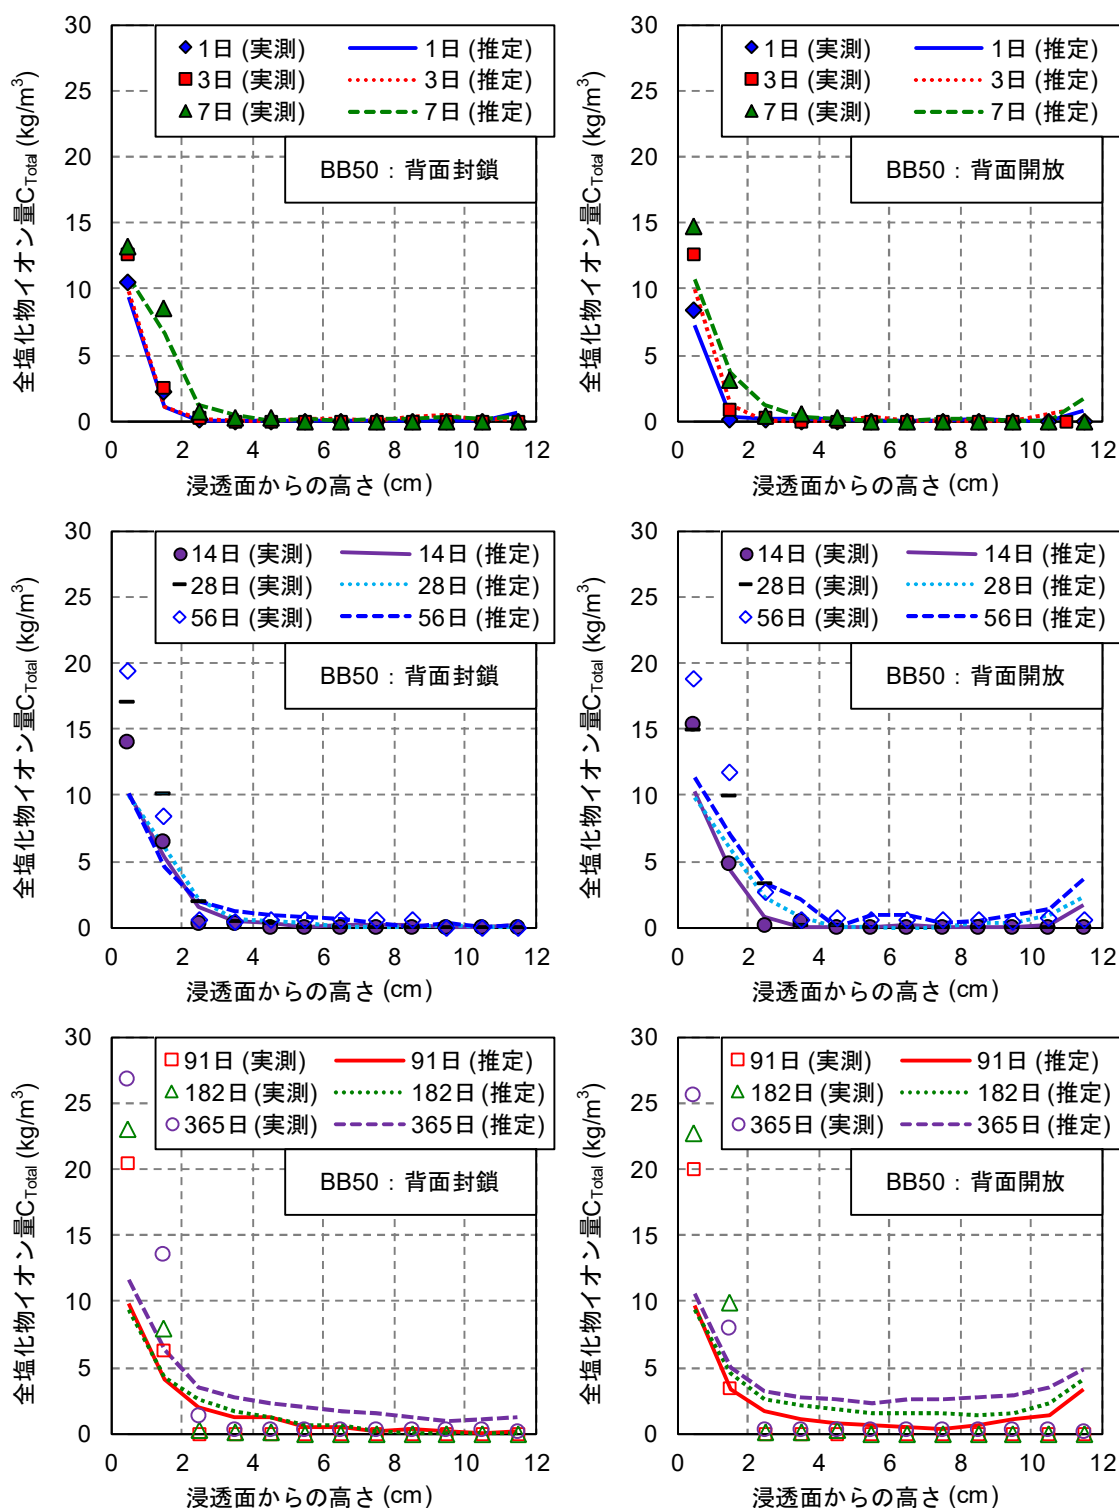 全塩化物イオン量CTotal (kg/m3)
30
25
20
15
10
5
0
1日 (実測) 1日 (推定)
3日 (実測) 3日 (推定)
7日 (実測) 7日 (推定)
BB50：背面封鎖
0 2 4 6 8 10 12
浸透面からの高さ (cm)
全塩化物イオン量CTotal (kg/m3)
30
25
20
15
10
5
0
1日 (実測) 1日 (推定)
3日 (実測) 3日 (推定)
7日 (実測) 7日 (推定)
BB50：背面開放
0 2 4 6 8 10 12
浸透面からの高さ (cm)
全塩化物イオン量CTotal (kg/m3)
30
25
20
15
10
5
0
14日 (実測) 14日 (推定)
28日 (実測) 28日 (推定)
56日 (実測) 56日 (推定)
BB50：背面封鎖
0 2 4 6 8 10 12
浸透面からの高さ (cm)
全塩化物イオン量CTotal (kg/m3)
30
25
20
15
10
5
0
14日 (実測) 14日 (推定)
28日 (実測) 28日 (推定)
56日 (実測) 56日 (推定)
BB50：背面開放
0 2 4 6 8 10 12
浸透面からの高さ (cm)
全塩化物イオン量CTotal (kg/m3)
30
25
20
15
10
5
0
91日 (実測) 91日 (推定)
182日 (実測) 182日 (推定)
365日 (実測) 365日 (推定)
BB50：背面封鎖
0 2 4 6 8 10 12
浸透面からの高さ (cm)
全塩化物イオン量CTotal (kg/m3)
30
25
20
15
10
5
0
91日 (実測) 91日 (推定)
182日 (実測) 182日 (推定)
365日 (実測) 365日 (推定)
BB50：背面開放
0 2 4 6 8 10 12
浸透面からの高さ (cm)